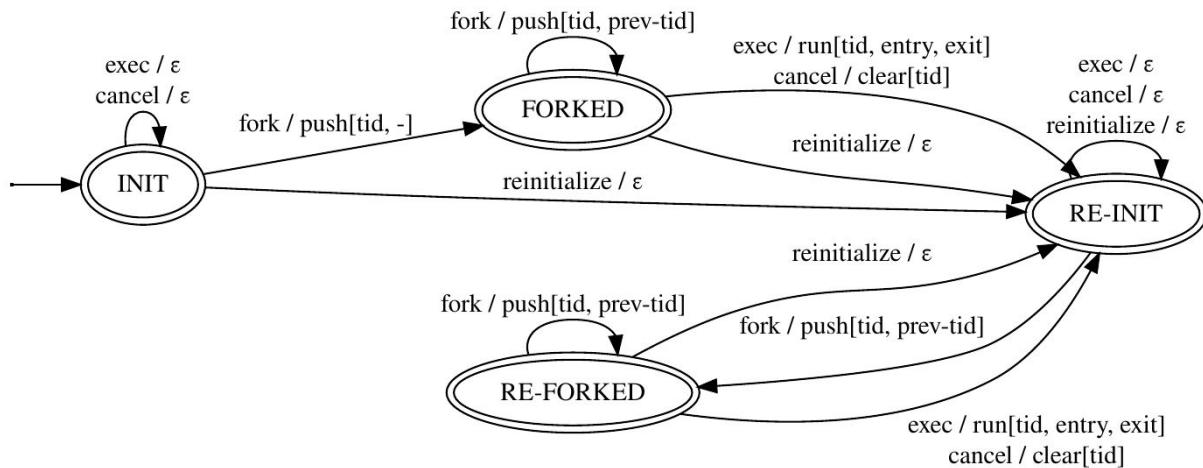 fork / push[tid, prev-tid]
exec / run[tid, entry, exit]
cancel / clear[tid]
exec / ε
cancel / ε
exec / ε
cancel / ε
reinitialize / ε
FORKED
fork / push[tid, -]
reinitialize / ε
INIT
reinitialize / ε
RE-INIT
reinitialize / ε
fork / push[tid, prev-tid]
fork / push[tid, prev-tid]
RE-FORKED
exec / run[tid, entry, exit]
cancel / clear[tid]